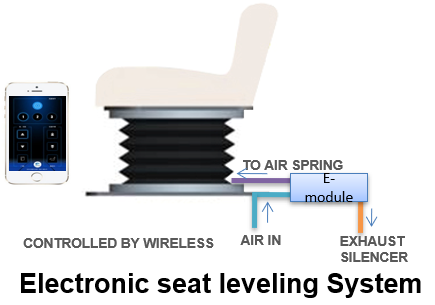 TO AIR SPRING
E-
module
CONTROLLED BY WIRELESS
AIR IN
EXHAUST
SILENCER
Electronic seat leveling System